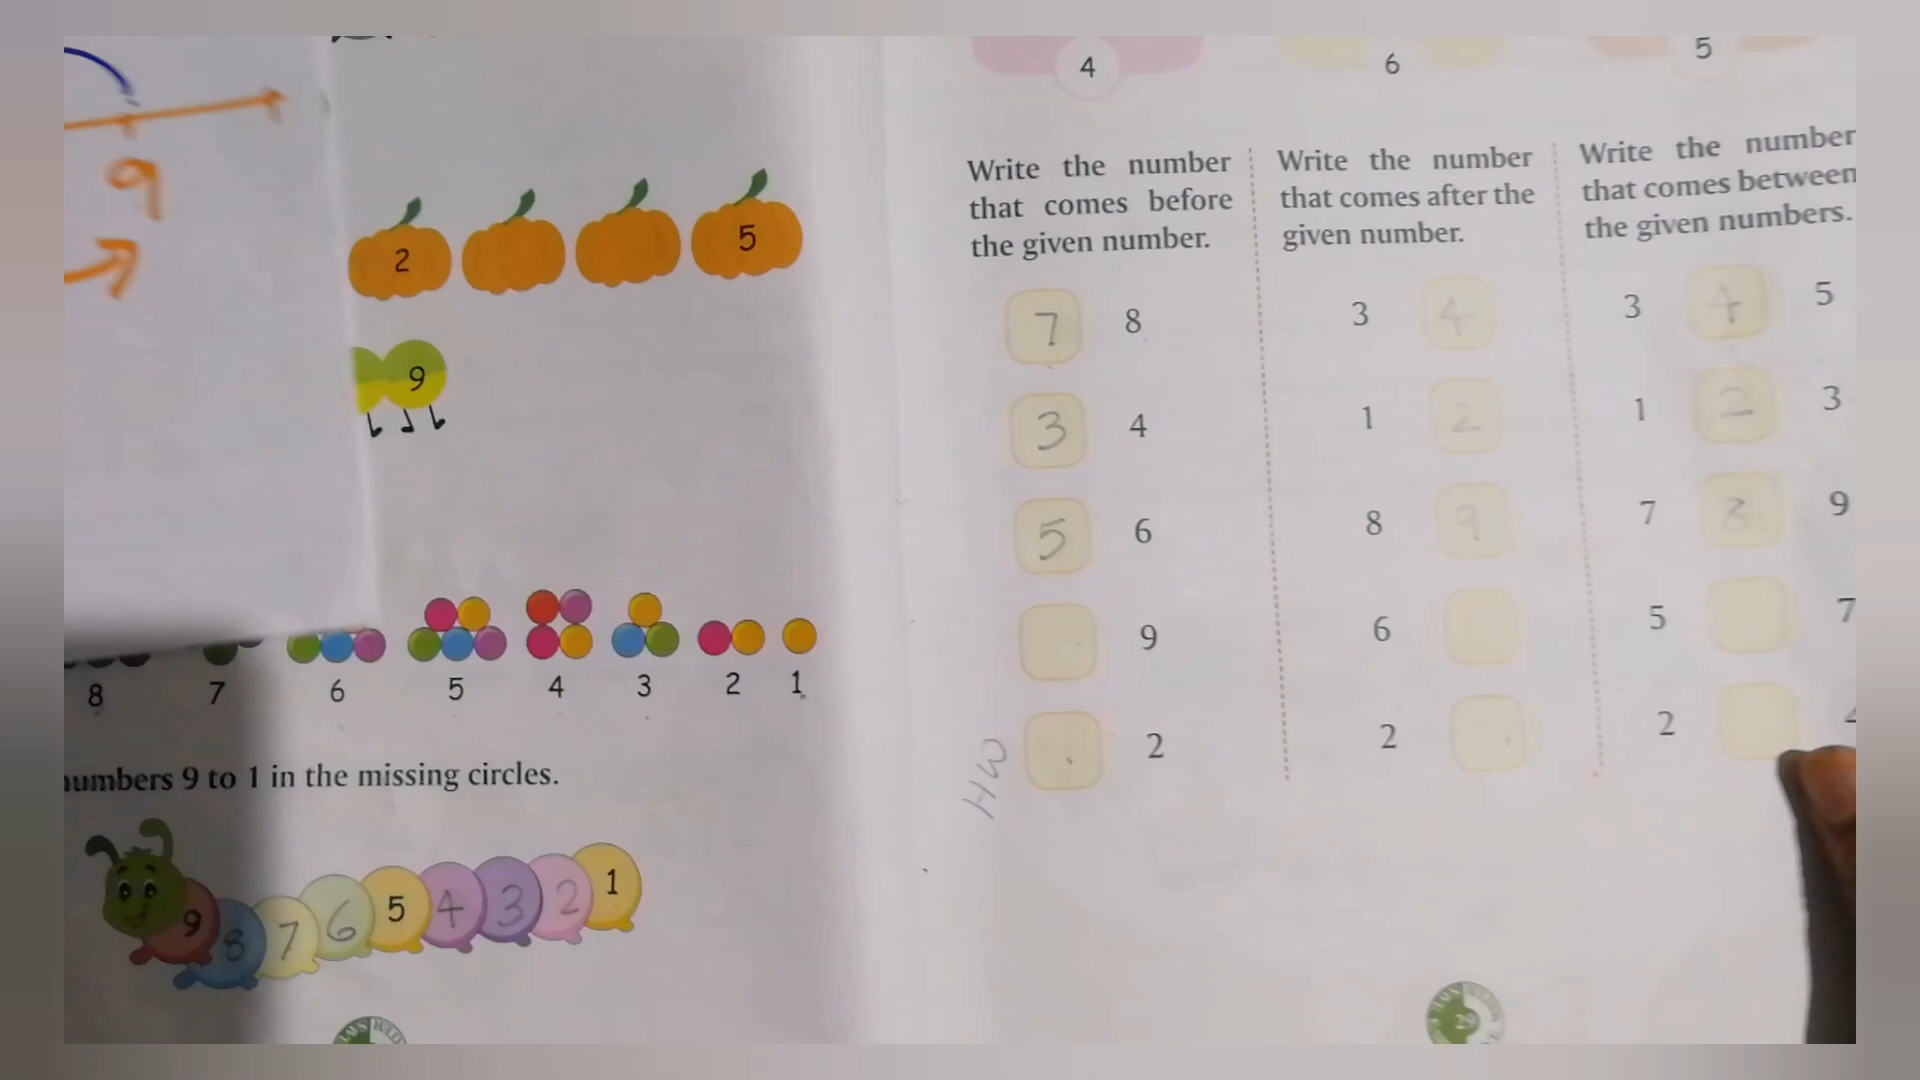 9
2 5
9
8 7 6 5 4 3 2 1
numbers 9 to 1 in the missing circles.
9 8 7 6 5 4 3 2 1
4 6 5
Write the number
that comes before
the given number.
7 8
3 4
5 6
9
2
HW
Write the number
that comes after the
given number.
3 4
1 2
8 9
6
2
Write the number
that comes between
the given numbers.
3 4 5
1 2 3
7 8 9
5 7
2
29